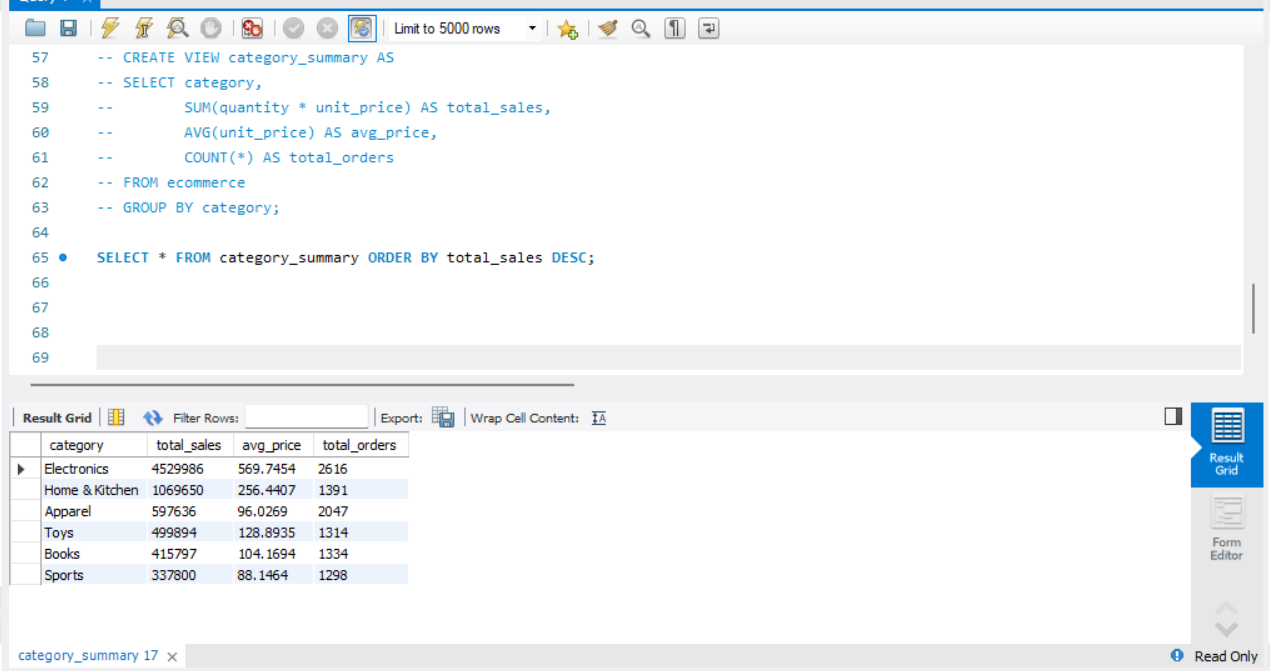 Limit to 5000 rows
57 -- CREATE VIEW category_summary AS
58 -- SELECT category,
59 -- SUM(quantity * unit_price) AS total_sales,
60 -- AVG(unit_price) AS avg_price,
61 -- COUNT(*) AS total_orders
62 -- FROM ecommerce
63 -- GROUP BY category;
64
65 SELECT * FROM category_summary ORDER BY total_sales DESC;
66
67
68
69
Result Grid Filter Rows: Export: Wrap Cell Content:
category total_sales avg_price total_orders
Electronics 4529986 569.7454 2616
Home & Kitchen 1069650 256.4407 1391
Apparel 597636 96.0269 2047
Toys 499894 128.8935 1314
Books 415797 104.1694 1334
Sports 337800 88.1464 1298
Result
Grid
Form
Editor
category_summary 17 Read Only